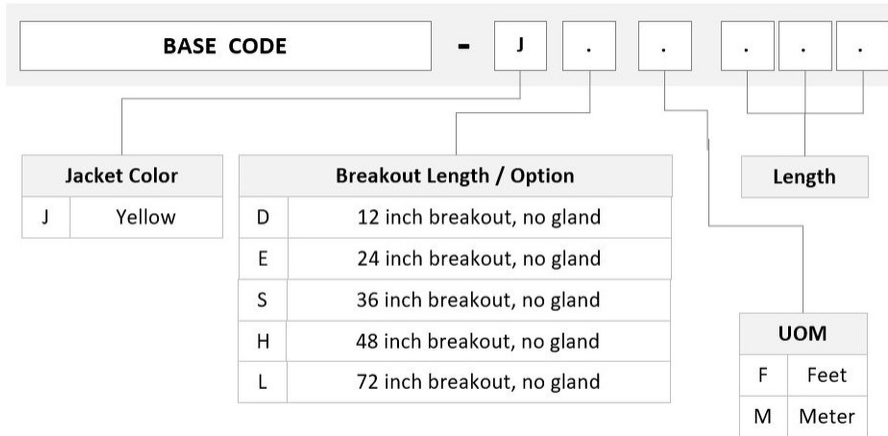 BASE CODE - J . . . . .
Jacket Color
J Yellow
Breakout Length / Option
D 12 inch breakout, no gland
E 24 inch breakout, no gland
S 36 inch breakout, no gland
H 48 inch breakout, no gland
L 72 inch breakout, no gland
Length
UOM
F Feet
M Meter